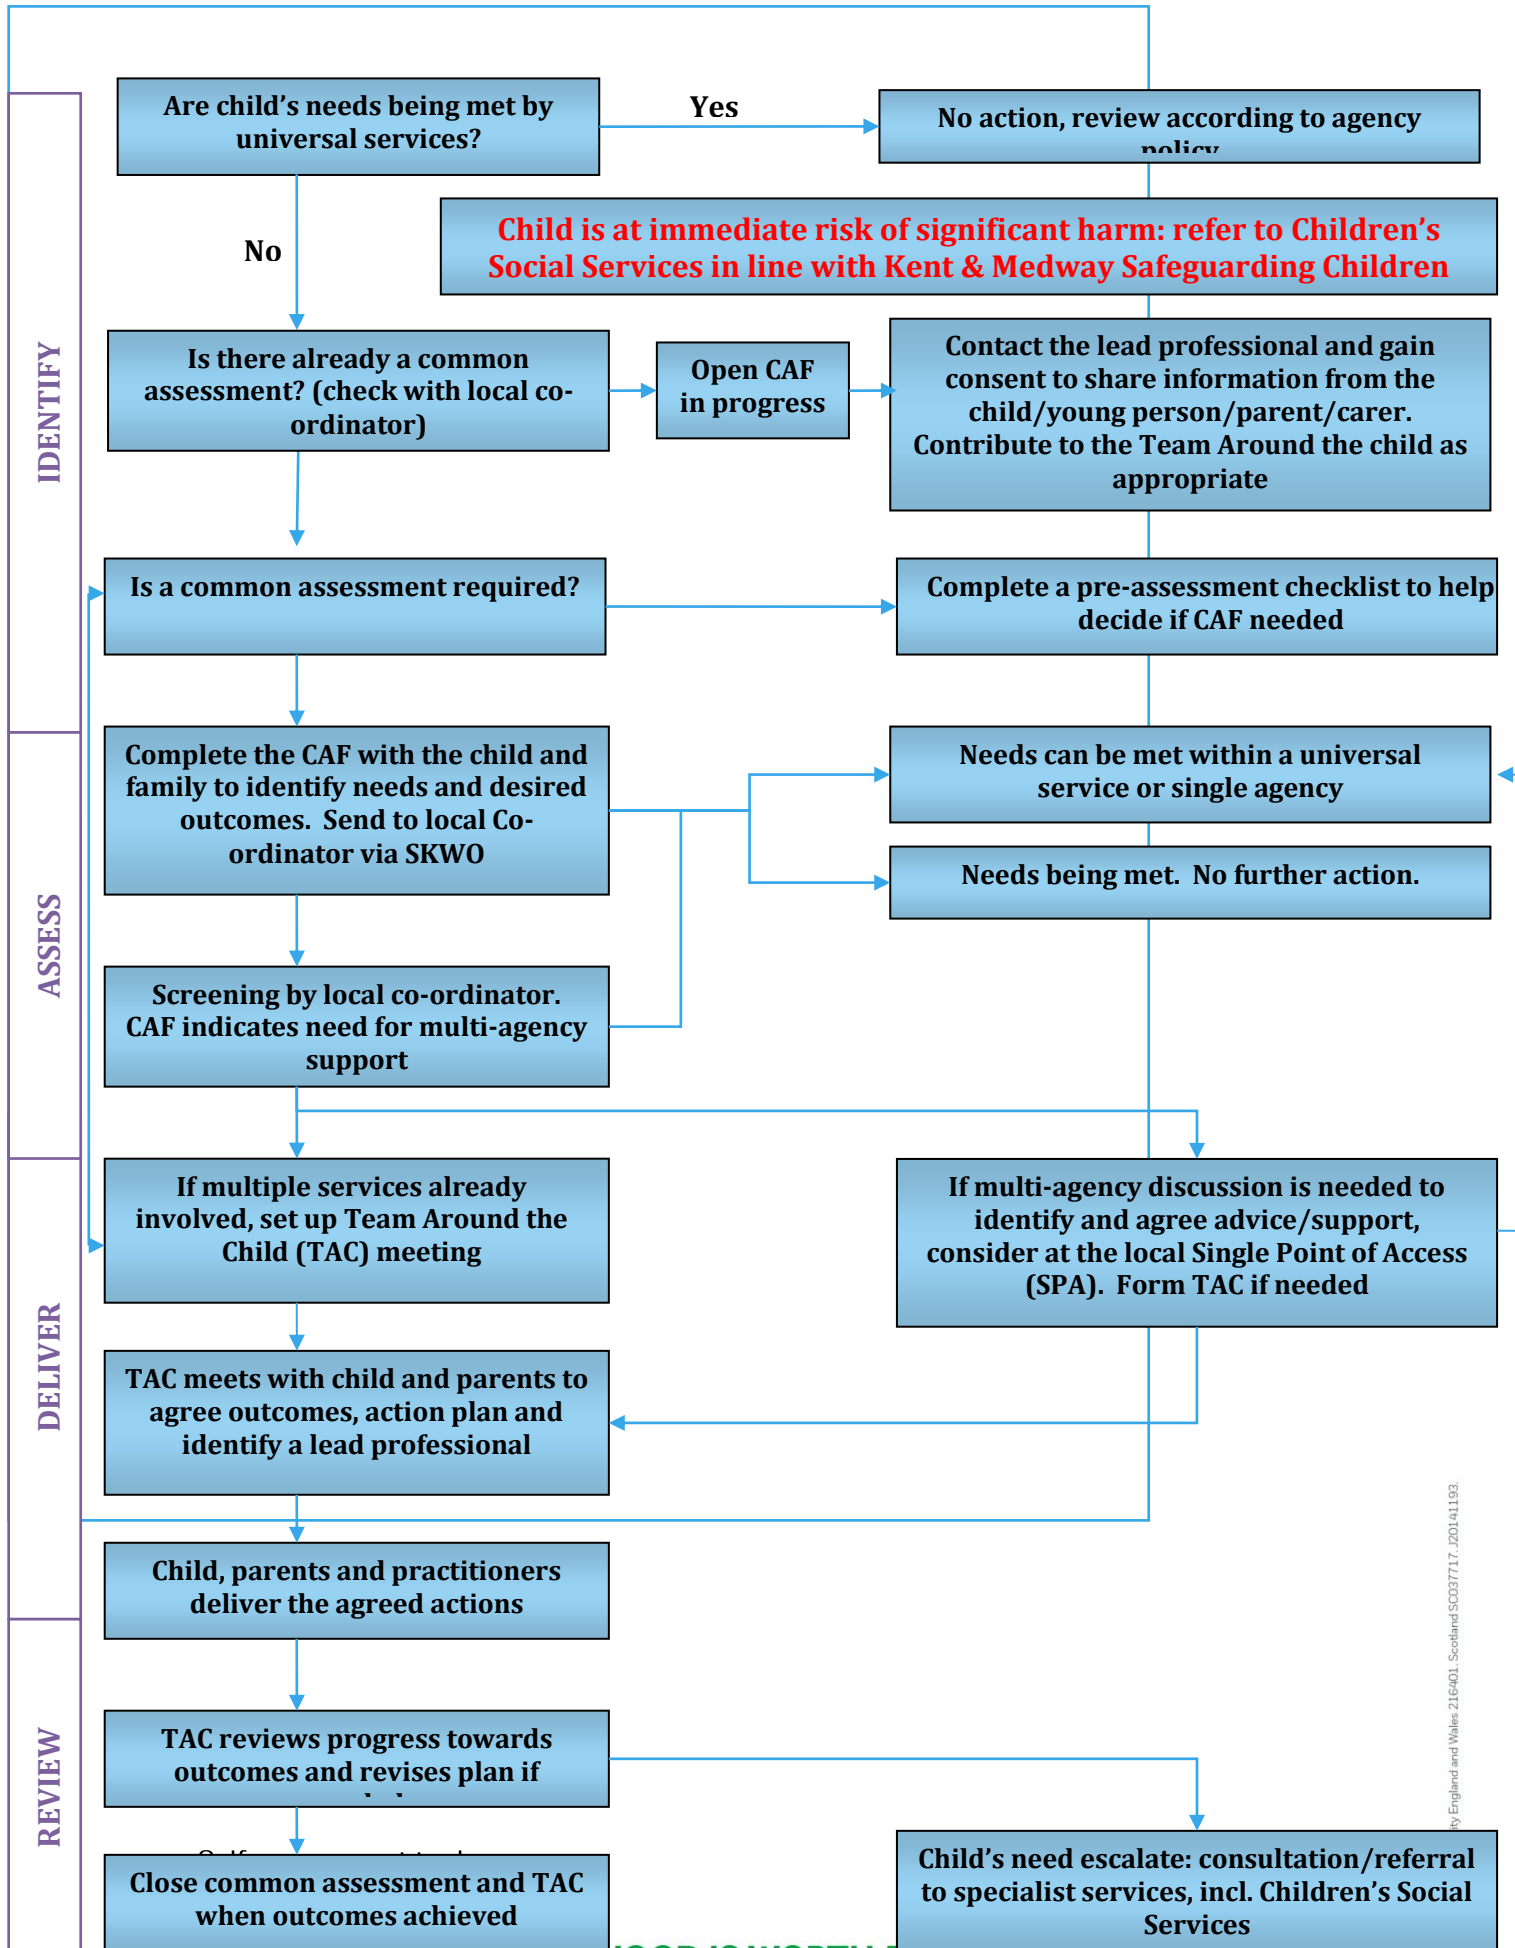 Are child’s needs being met by
universal services?
Yes
No action, review according to agency
policy
Child is at immediate risk of significant harm: refer to Children’s
Social Services in line with Kent & Medway Safeguarding Children
No
IDENTIFY
Is there already a common
assessment? (check with local co-
ordinator)
Open CAF
in progress
Contact the lead professional and gain
consent to share information from the
child/young person/parent/carer.
Contribute to the Team Around the child as
appropriate
Is a common assessment required?
Complete a pre-assessment checklist to help
decide if CAF needed
ASSESS
Complete the CAF with the child and
family to identify needs and desired
outcomes.  Send to local Co-
ordinator via SKWO
Needs can be met within a universal
service or single agency
Needs being met.  No further action.
Screening by local co-ordinator.
CAF indicates need for multi-agency
support
DELIVER
If multiple services already
involved, set up Team Around the
Child (TAC) meeting
If multi-agency discussion is needed to
identify and agree advice/support,
consider at the local Single Point of Access
(SPA).  Form TAC if needed
TAC meets with child and parents to
agree outcomes, action plan and
identify a lead professional
Child, parents and practitioners
deliver the agreed actions
REVIEW
TAC reviews progress towards
outcomes and revises plan if
Close common assessment and TAC
when outcomes achieved
Child’s need escalate: consultation/referral
to specialist services, incl. Children’s Social
Services
England and Wales 216401. Scotland SC037717. J20141193.
IS WORTH